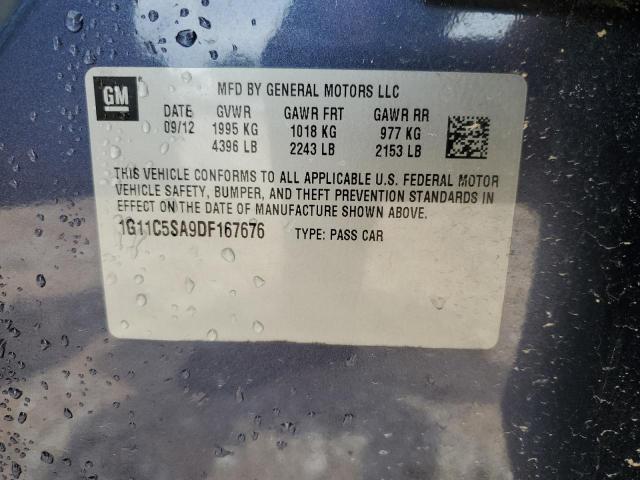 GM
MFD BY GENERAL MOTORS LLC
DATE GVWR GAWR FRT GAWR RR
09/12 1995 KG 1018 KG 977 KG
4396 LB 2243 LB 2153 LB
THIS VEHICLE CONFORMS TO ALL APPLICABLE U.S. FEDERAL MOTOR
VEHICLE SAFETY, BUMPER, AND THEFT PREVENTION STANDARDS IN
EFFECT ON THE DATE OF MANUFACTURE SHOWN ABOVE.
1G11C5SA9DF167676 TYPE: PASS CAR